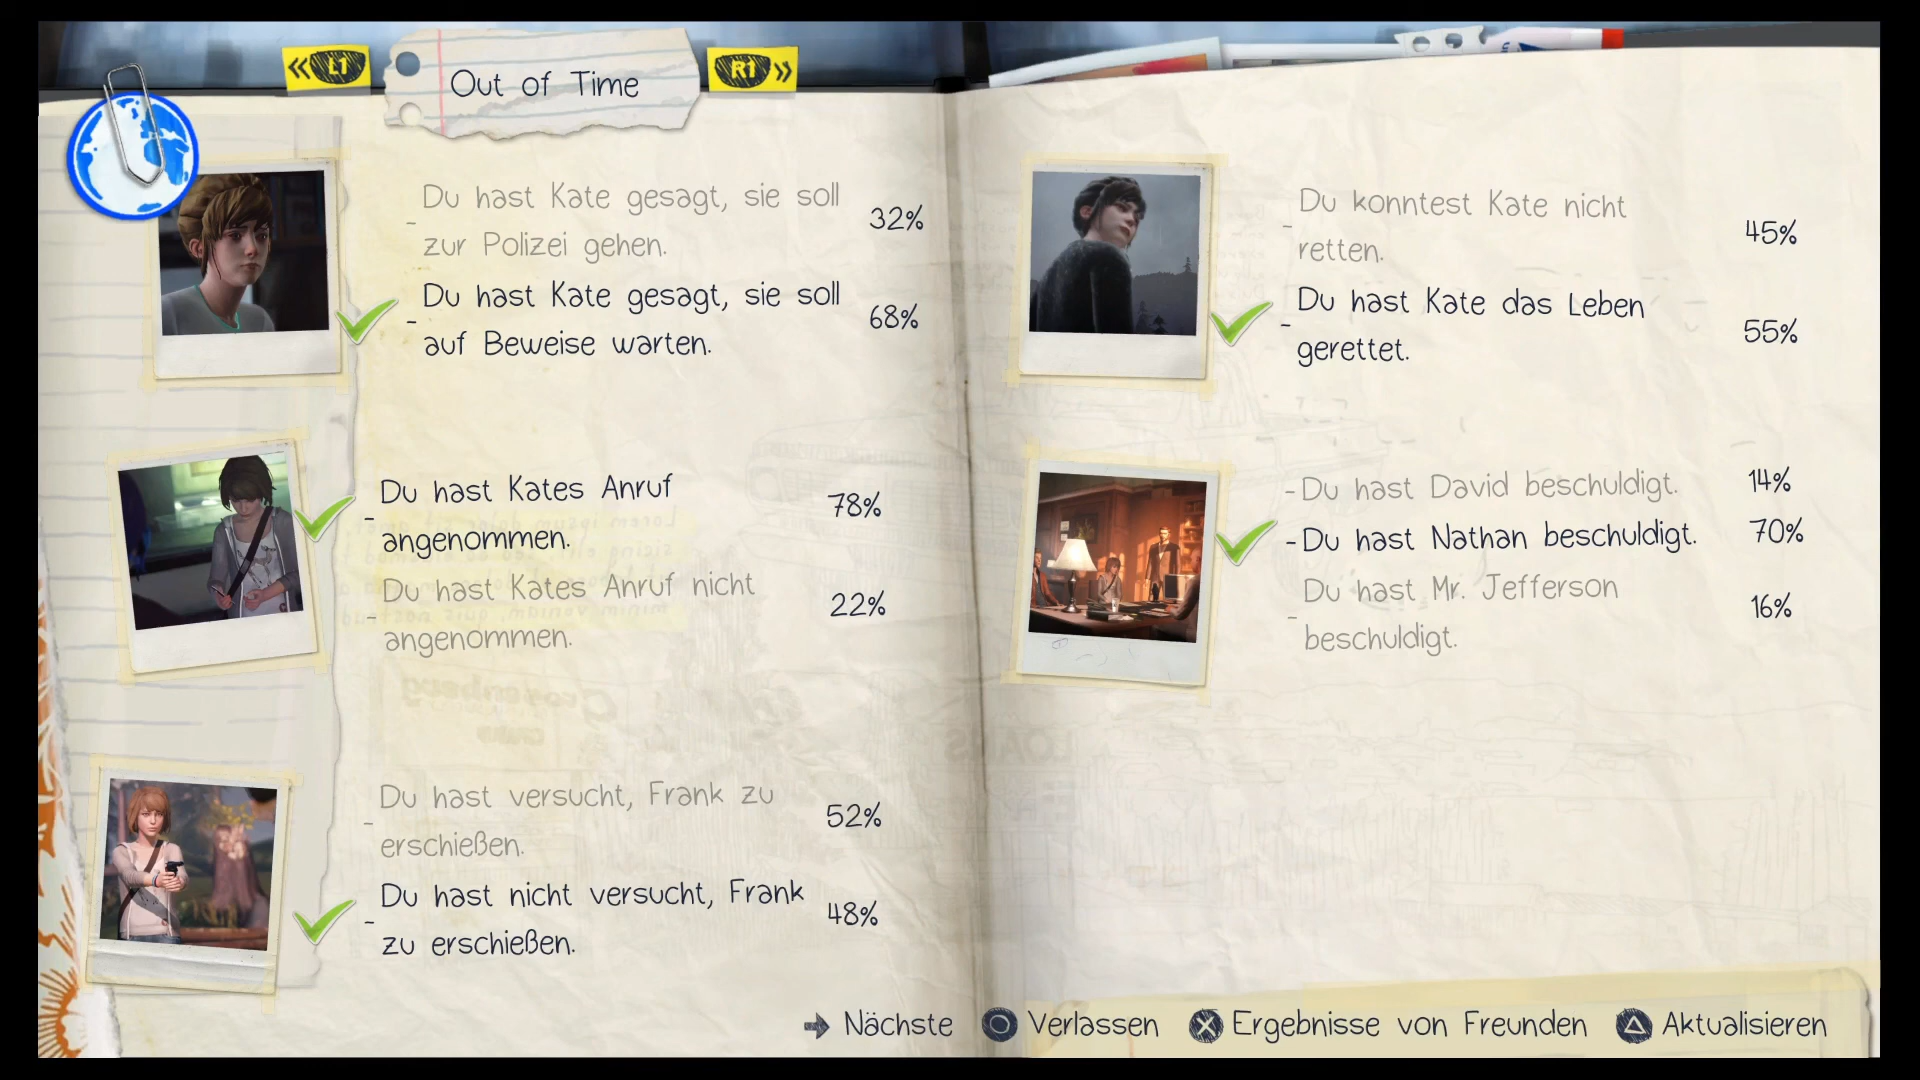 L1
Out of Time
R1
Du hast Kate gesagt, sie soll
zur Polizei gehen.
32%
Du hast Kate gesagt, sie soll
auf Beweise warten.
68%
Du hast Kates Anruf
angenommen.
78%
Du hast Kates Anruf nicht
angenommen.
22%
Du hast versucht, Frank zu
erschießen.
52%
Du hast nicht versucht, Frank
zu erschießen.
48%
Du konntest Kate nicht
retten.
45%
Du hast Kate das Leben
gerettet.
55%
-Du hast David beschuldigt. 14%
-Du hast Nathan beschuldigt. 70%
Du hast Mr. Jefferson
beschuldigt.
16%
Nächste Verlassen Ergebnisse von Freunden Aktualisieren